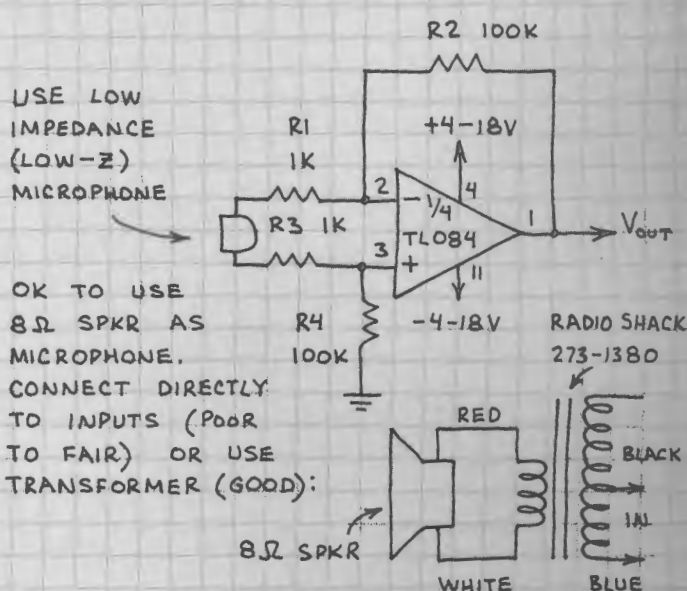 R2 100K
USE LOW
IMPEDANCE
(LOW-Z)
MICROPHONE
R1
1K
+4-18V
2
-
1/4
4
TL084
1
VOUT
R3 1K
3
+
11
OK TO USE
8Ω SPKR AS
MICROPHONE.
CONNECT DIRECTLY
TO INPUTS (POOR
TO FAIR) OR USE
TRANSFORMER (GOOD):
R4
100K
-4-18V
RADIO SHACK
273-1380
RED
BLACK
8Ω SPKR
WHITE
BLUE